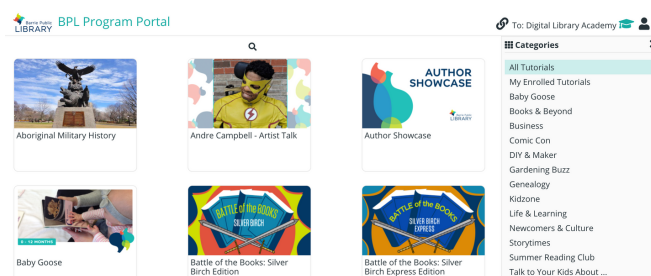 Barrie Public
LIBRARY
BPL Program Portal
To: Digital Library Academy
Categories
All Tutorials
My Enrolled Tutorials
Baby Goose
Books & Beyond
Business
Comic Con
DIY & Maker
Gardening Buzz
Genealogy
Kidzone
Life & Learning
Newcomers & Culture
Storytimes
Summer Reading Club
Talk to Your Kids About ...
Aboriginal Military History
Andre Campbell - Artist Talk
AUTHOR
SHOWCASE
Barrie Public
LIBRARY
Author Showcase
0 - 12 MONTHS
Baby Goose
BATTLE of the BOOKS
SILVER BIRCH
Battle of the Books: Silver
Birch Edition
BATTLE of the BOOKS
SILVER BIRCH
EXPRESS
Battle of the Books: Silver
Birch Express Edition